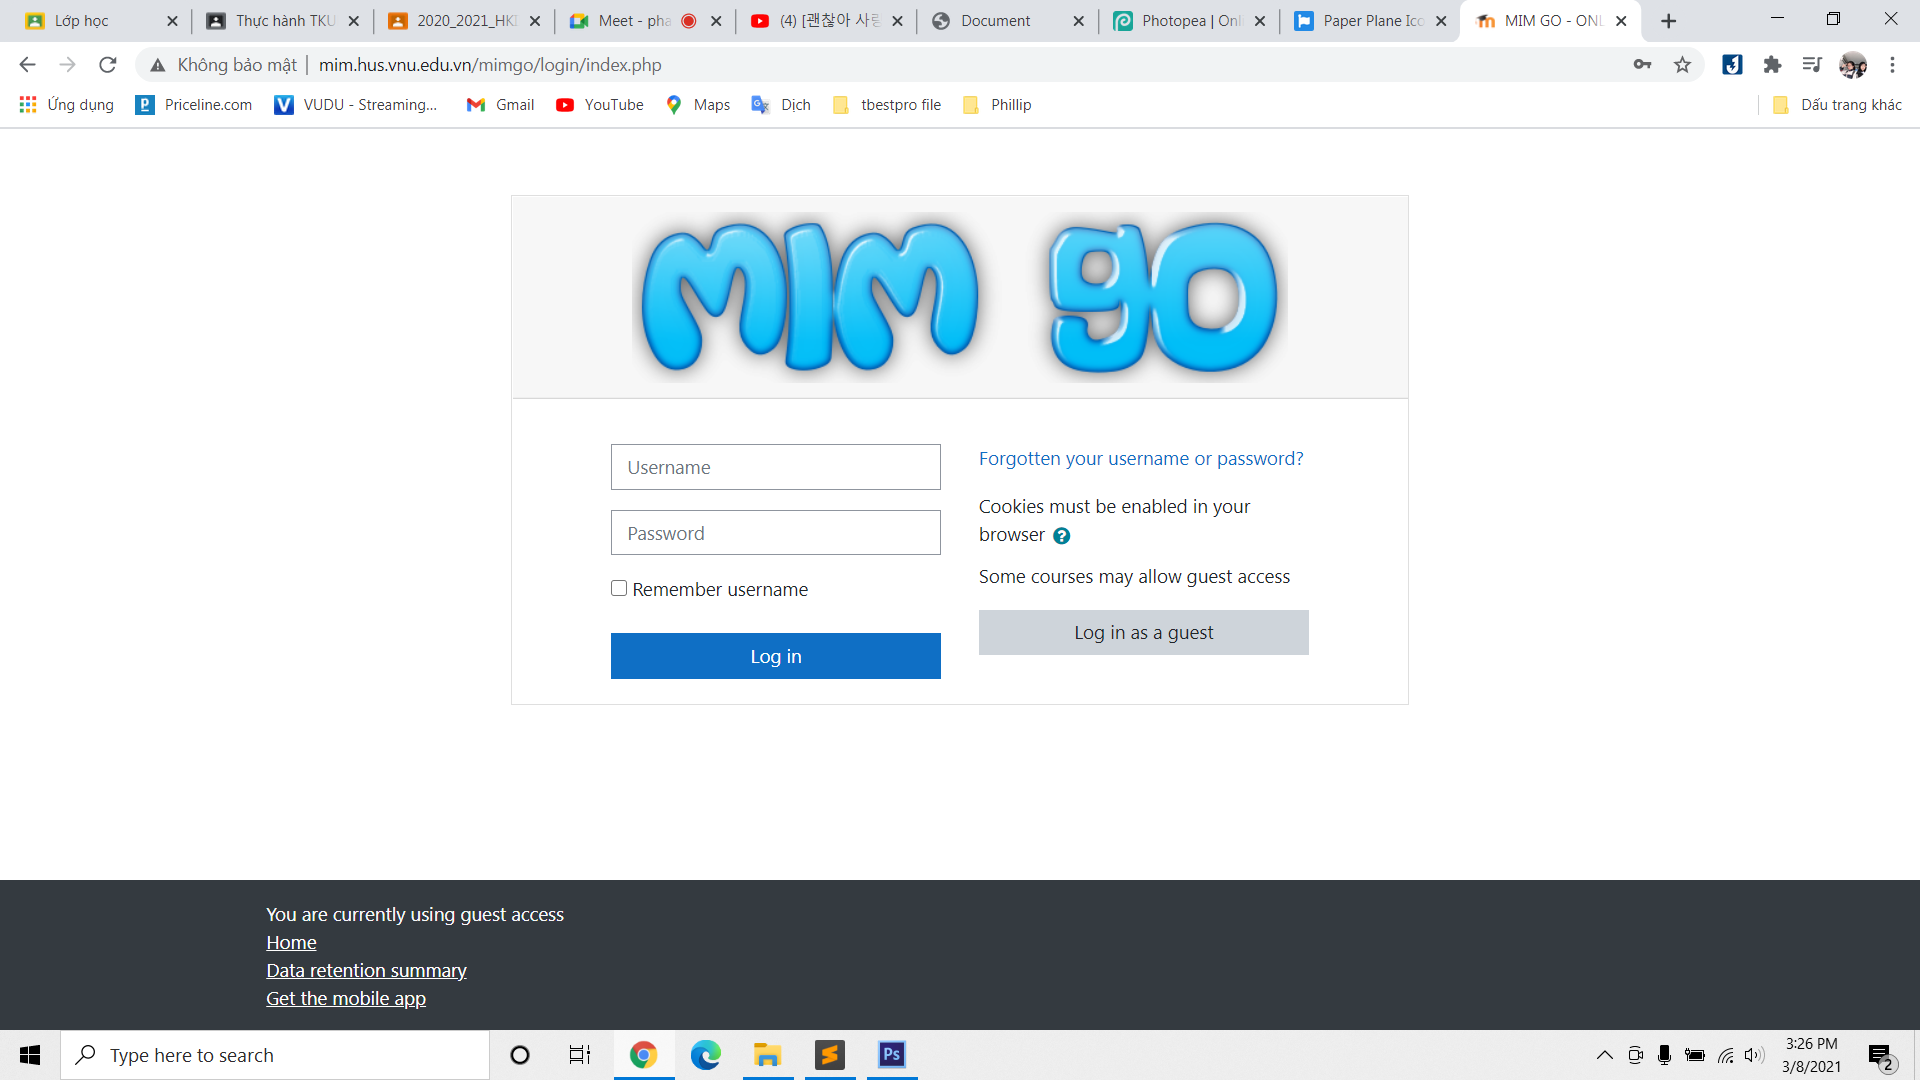 Lớp học
Thực hành TKU
2020_2021_HKI
Meet - pha
(4) [괜찮아 사랑
Document
Photopea | Onli
Paper Plane Ico
MIM GO - ONL
Không bảo mật | mim.hus.vnu.edu.vn/mimgo/login/index.php
Ứng dụng
Priceline.com
VUDU - Streaming...
Gmail
YouTube
Maps
Dịch
tbestpro file
Phillip
Dấu trang khác
MIM GO
Username
Password
Remember username
Log in
Forgotten your username or password?
Cookies must be enabled in your
browser
Some courses may allow guest access
Log in as a guest
You are currently using guest access
Home
Data retention summary
Get the mobile app
Type here to search
Ps
3:26 PM
3/8/2021
2